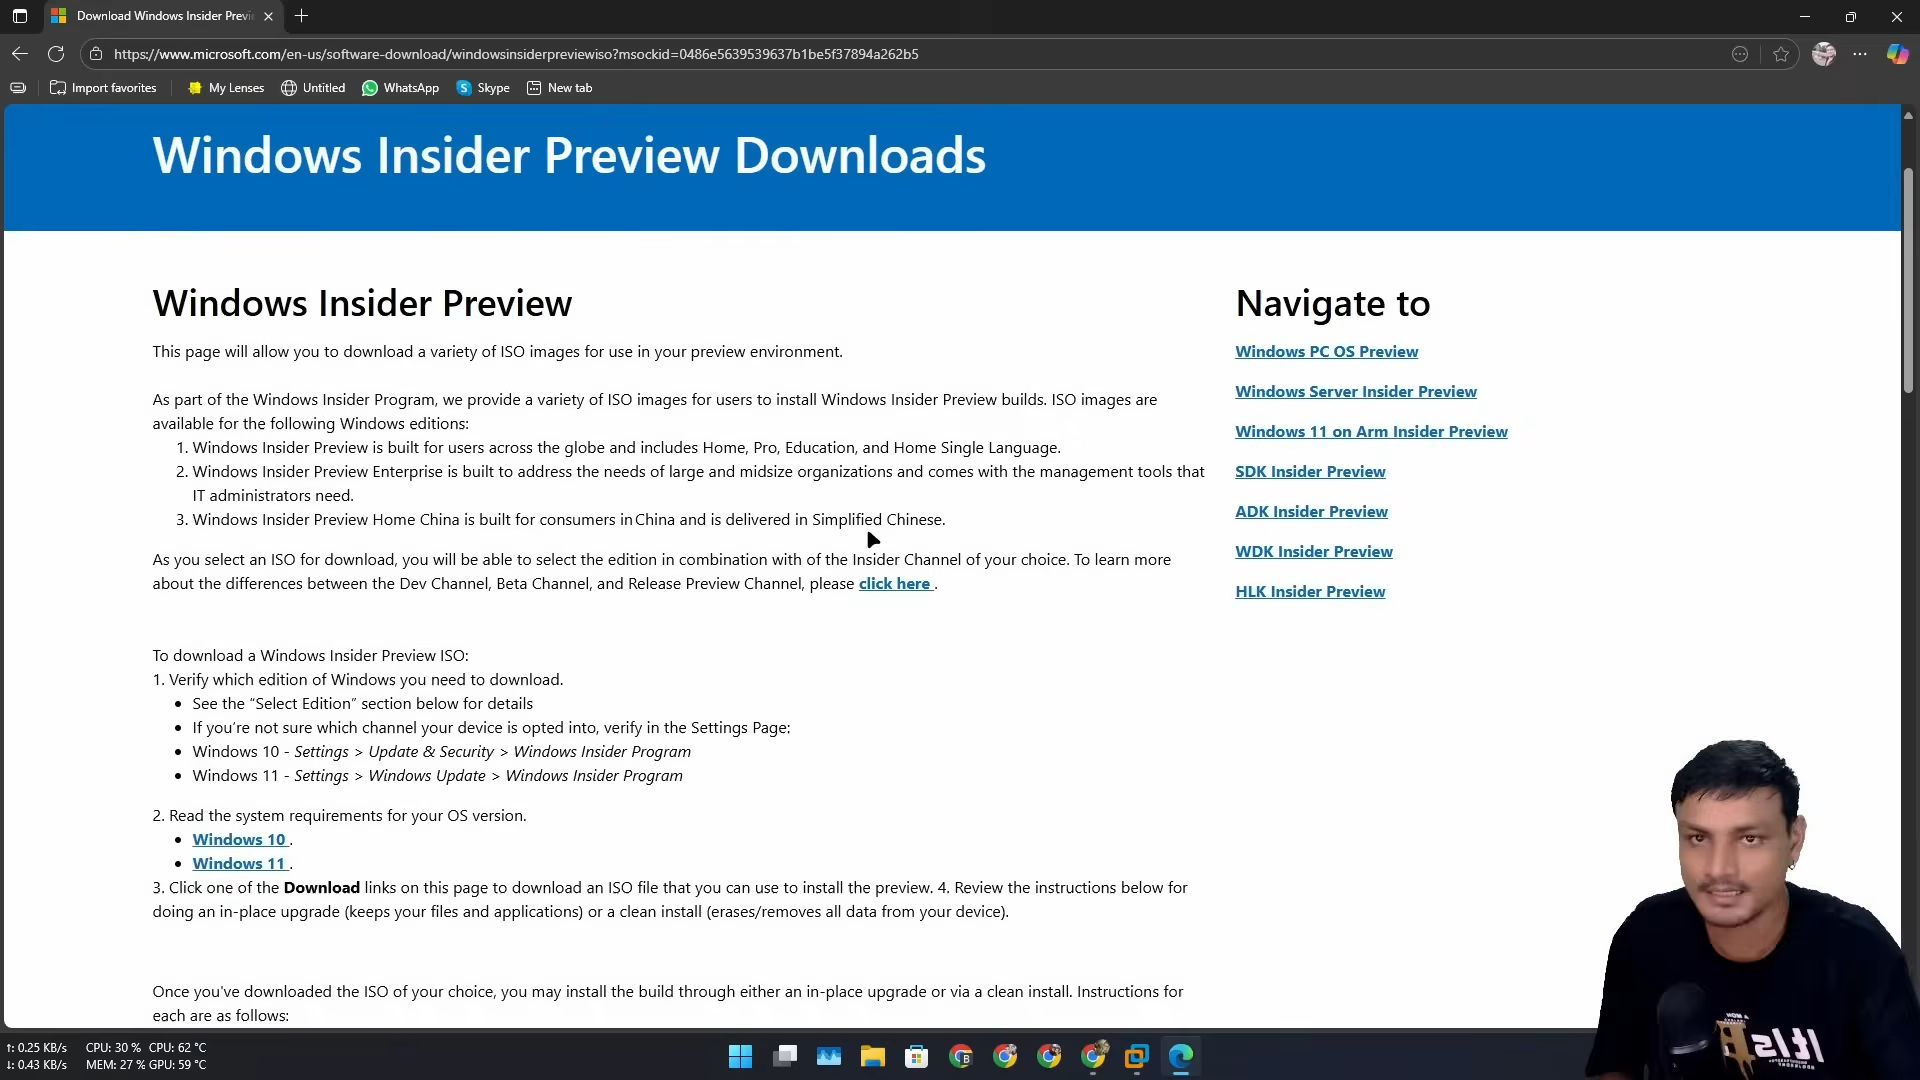 Download Windows Insider Previ
https://www.microsoft.com/en-us/software-download/windowsinsiderpreviewiso?msockid=0486e5639539637b1be5f37894a262b5
Import favorites
My Lenses
Untitled
WhatsApp
Skype
New tab
Windows Insider Preview Downloads
Windows Insider Preview
This page will allow you to download a variety of ISO images for use in your preview environment.
As part of the Windows Insider Program, we provide a variety of ISO images for users to install Windows Insider Preview builds. ISO images are
available for the following Windows editions:
1. Windows Insider Preview is built for users across the globe and includes Home, Pro, Education, and Home Single Language.
2. Windows Insider Preview Enterprise is built to address the needs of large and midsize organizations and comes with the management tools that
IT administrators need.
3. Windows Insider Preview Home China is built for consumers in China and is delivered in Simplified Chinese.
As you select an ISO for download, you will be able to select the edition in combination with of the Insider Channel of your choice. To learn more
about the differences between the Dev Channel, Beta Channel, and Release Preview Channel, please click here .
To download a Windows Insider Preview ISO:
1. Verify which edition of Windows you need to download.
• See the “Select Edition” section below for details
• If you’re not sure which channel your device is opted into, verify in the Settings Page:
• Windows 10 - Settings > Update & Security > Windows Insider Program
• Windows 11 - Settings > Windows Update > Windows Insider Program
2. Read the system requirements for your OS version.
• Windows 10 .
• Windows 11 .
3. Click one of the Download links on this page to download an ISO file that you can use to install the preview. 4. Review the instructions below for
doing an in-place upgrade (keeps your files and applications) or a clean install (erases/removes all data from your device).
Once you've downloaded the ISO of your choice, you may install the build through either an in-place upgrade or via a clean install. Instructions for
each are as follows:
Navigate to
Windows PC OS Preview
Windows Server Insider Preview
Windows 11 on Arm Insider Preview
SDK Insider Preview
ADK Insider Preview
WDK Insider Preview
HLK Insider Preview
↑: 0.25 KB/s CPU: 30 % CPU: 62 °C
↓: 0.43 KB/s MEM: 27 % GPU: 59 °C